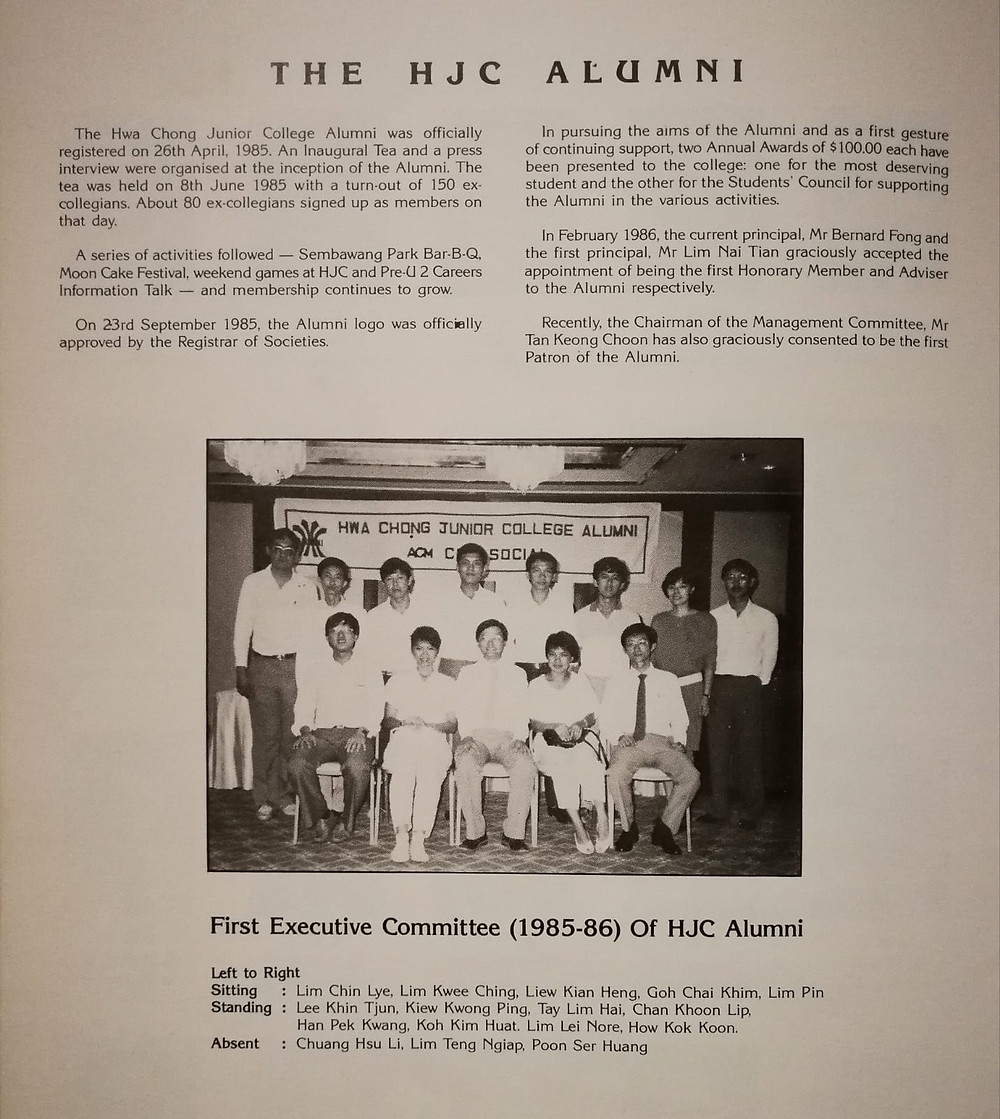 THE HJC ALUMNI
The Hwa Chong Junior College Alumni was officially
registered on 26th April, 1985. An Inaugural Tea and a press
interview were organised at the inception of the Alumni. The
tea was held on 8th June 1985 with a turn-out of 150 ex-
collegians. About 80 ex-collegians signed up as members on
that day.
A series of activities followed — Sembawang Park Bar-B-Q,
Moon Cake Festival, weekend games at HJC and Pre-U 2 Careers
Information Talk — and membership continues to grow.
On 23rd September 1985, the Alumni logo was officially
approved by the Registrar of Societies.
In pursuing the aims of the Alumni and as a first gesture
of continuing support, two Annual Awards of $100.00 each have
been presented to the college: one for the most deserving
student and the other for the Students' Council for supporting
the Alumni in the various activities.
In February 1986, the current principal, Mr Bernard Fong and
the first principal, Mr Lim Nai Tian graciously accepted the
appointment of being the first Honorary Member and Adviser
to the Alumni respectively.
Recently, the Chairman of the Management Committee, Mr
Tan Keong Choon has also graciously consented to be the first
Patron of the Alumni.
HWA CHONG JUNIOR COLLEGE ALUMNI
AGM SOCIAL
First Executive Committee (1985-86) Of HJC Alumni
Left to Right
Sitting : Lim Chin Lye, Lim Kwee Ching, Liew Kian Heng, Goh Chai Khim, Lim Pin
Standing : Lee Khin Tjun, Kiew Kwong Ping, Tay Lim Hai, Chan Khoon Lip,
Han Pek Kwang, Koh Kim Huat. Lim Lei Nore, How Kok Koon.
Absent : Chuang Hsu Li, Lim Teng Ngiap, Poon Ser Huang